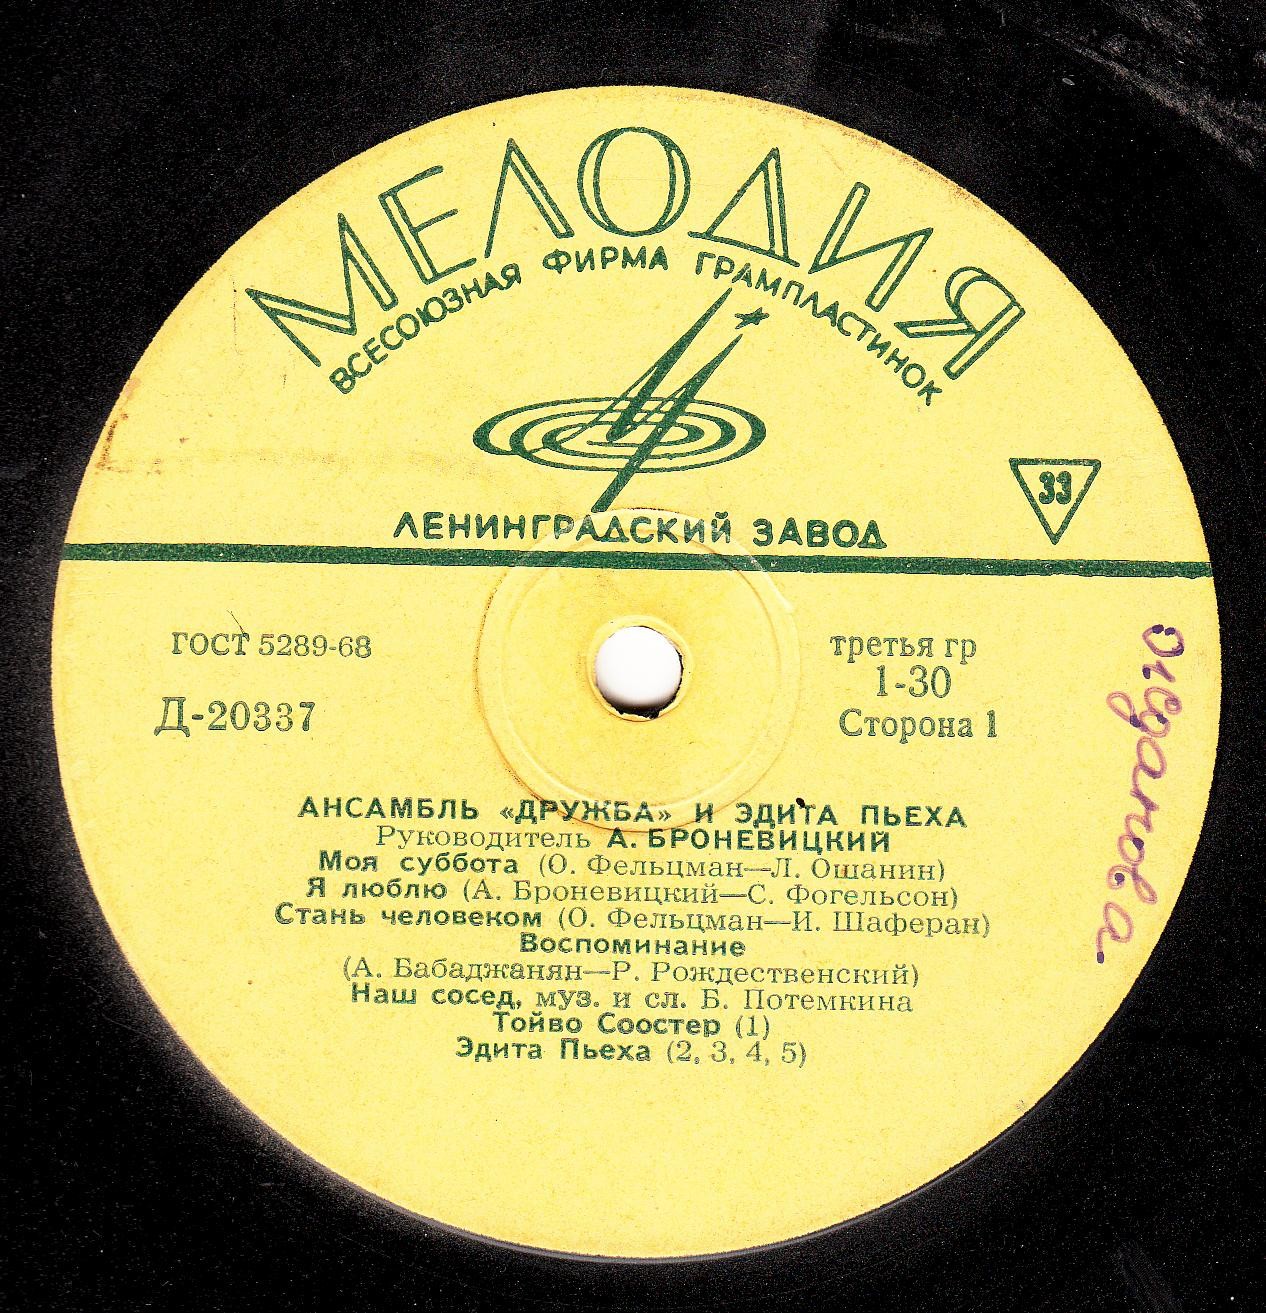 МЕЛОДИЯ
ВСЕСОЮЗНАЯ ФИРМА ГРАМПЛАСТИНОК
33
ЛЕНИНГРАДСКИЙ ЗАВОД
ГОСТ 5289-68
третья гр
1-30
Д-20337
Сторона 1
АНСАМБЛЬ «ДРУЖБА» И ЭДИТА ПЬЕХА
Руководитель А. БРОНЕВИЦКИЙ
Моя суббота (О. Фельцман—Л. Ошанин)
Я люблю (А. Броневицкий—С. Фогельсон)
Стань человеком (О. Фельцман—И. Шаферан)
Воспоминание
(А. Бабаджанян—Р. Рождественский)
Наш сосед, муз. и сл. Б. Потемкина
Тойво Соостер (1)
Эдита Пьеха (2, 3, 4, 5)